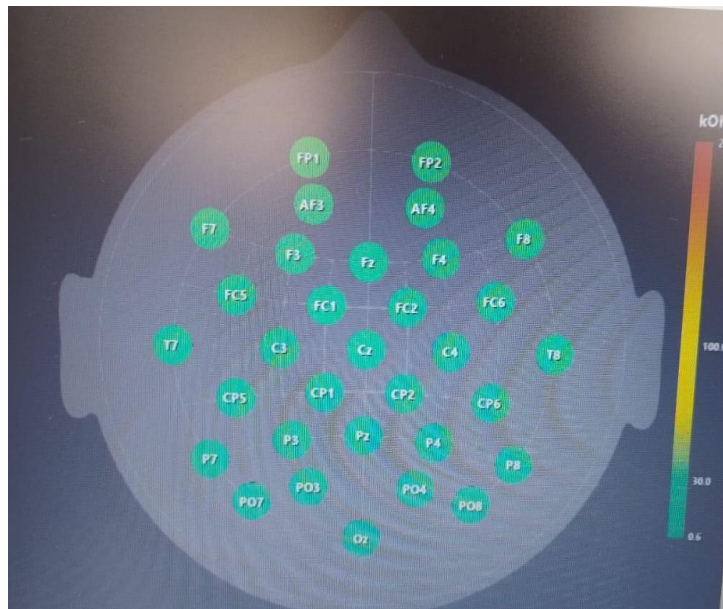 FP1 FP2
AF3 AF4
F7 F3 Fz F4 F8
FC5 FC1 FC2 FC6
T7 C3 Cz C4 T8
CP5 CP1 CP2 CP6
P7 P3 Pz P4 P8
PO7 PO3 PO4 PO8
Oz
100.0
30.0
0.6